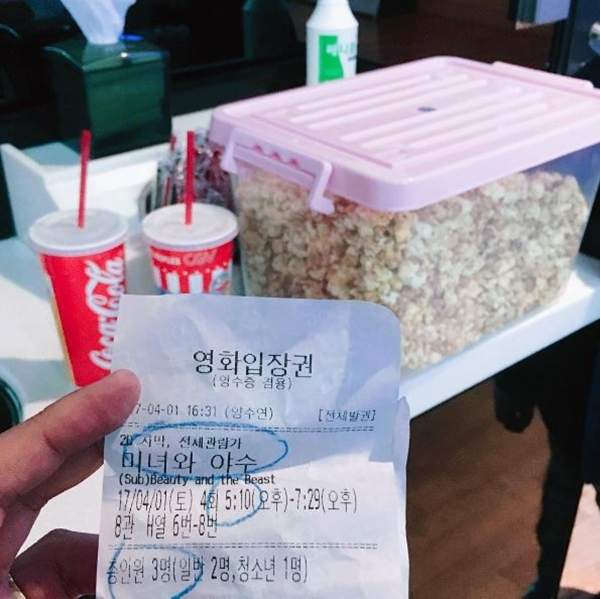 Coca-Cola
CGV
영화입장권
(영수증 겸용)
7-04-01 16:31 (임수연) [전체발권]
2D 자막, 전체관람가
미녀와 야수
(Sub)Beauty and the Beast
17/04/01(토) 4회 5:10(오후)-7:29(오후)
8관 H열 6번-8번
총인원 3명(일반 2명,청소년 1명)